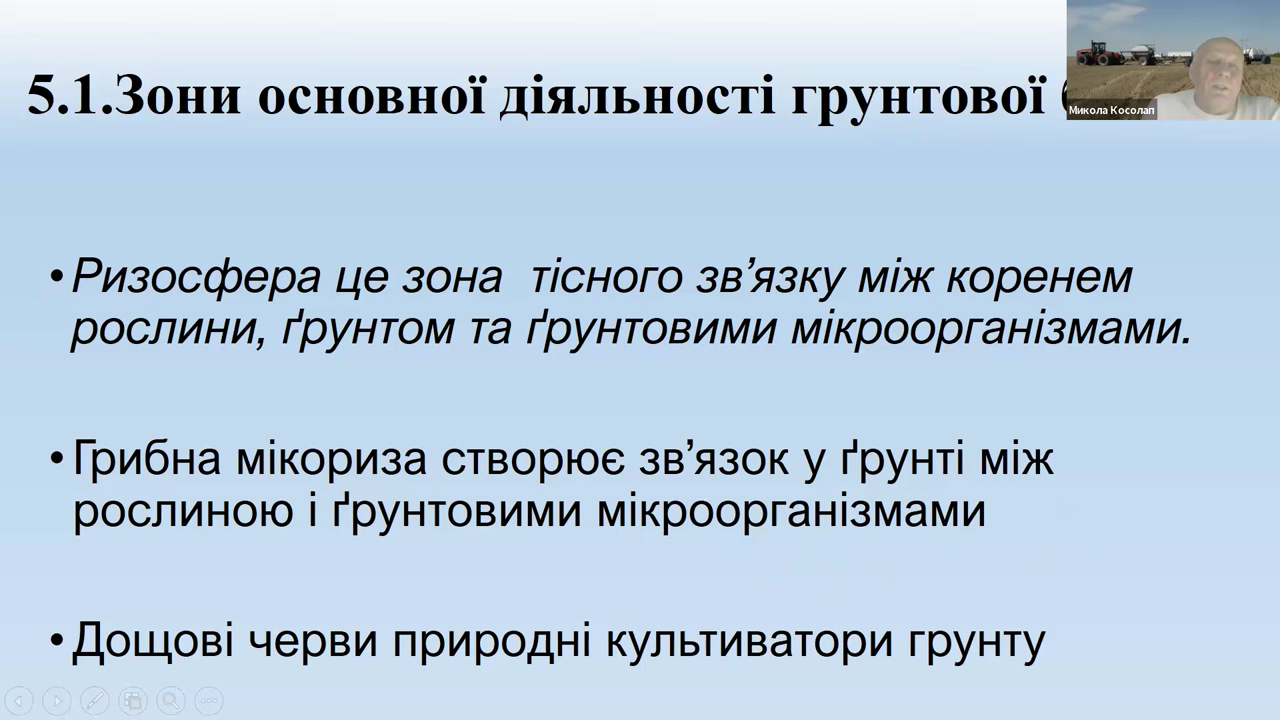 5.1.Зони основної діяльності грунтової
Микола Косолап
•Ризосфера це зона тісного зв’язку між коренем
рослини, ґрунтом та ґрунтовими мікроорганізмами.
•Грибна мікориза створює зв’язок у ґрунті між
рослиною і ґрунтовими мікроорганізмами
•Дощові черви природні культиватори грунту